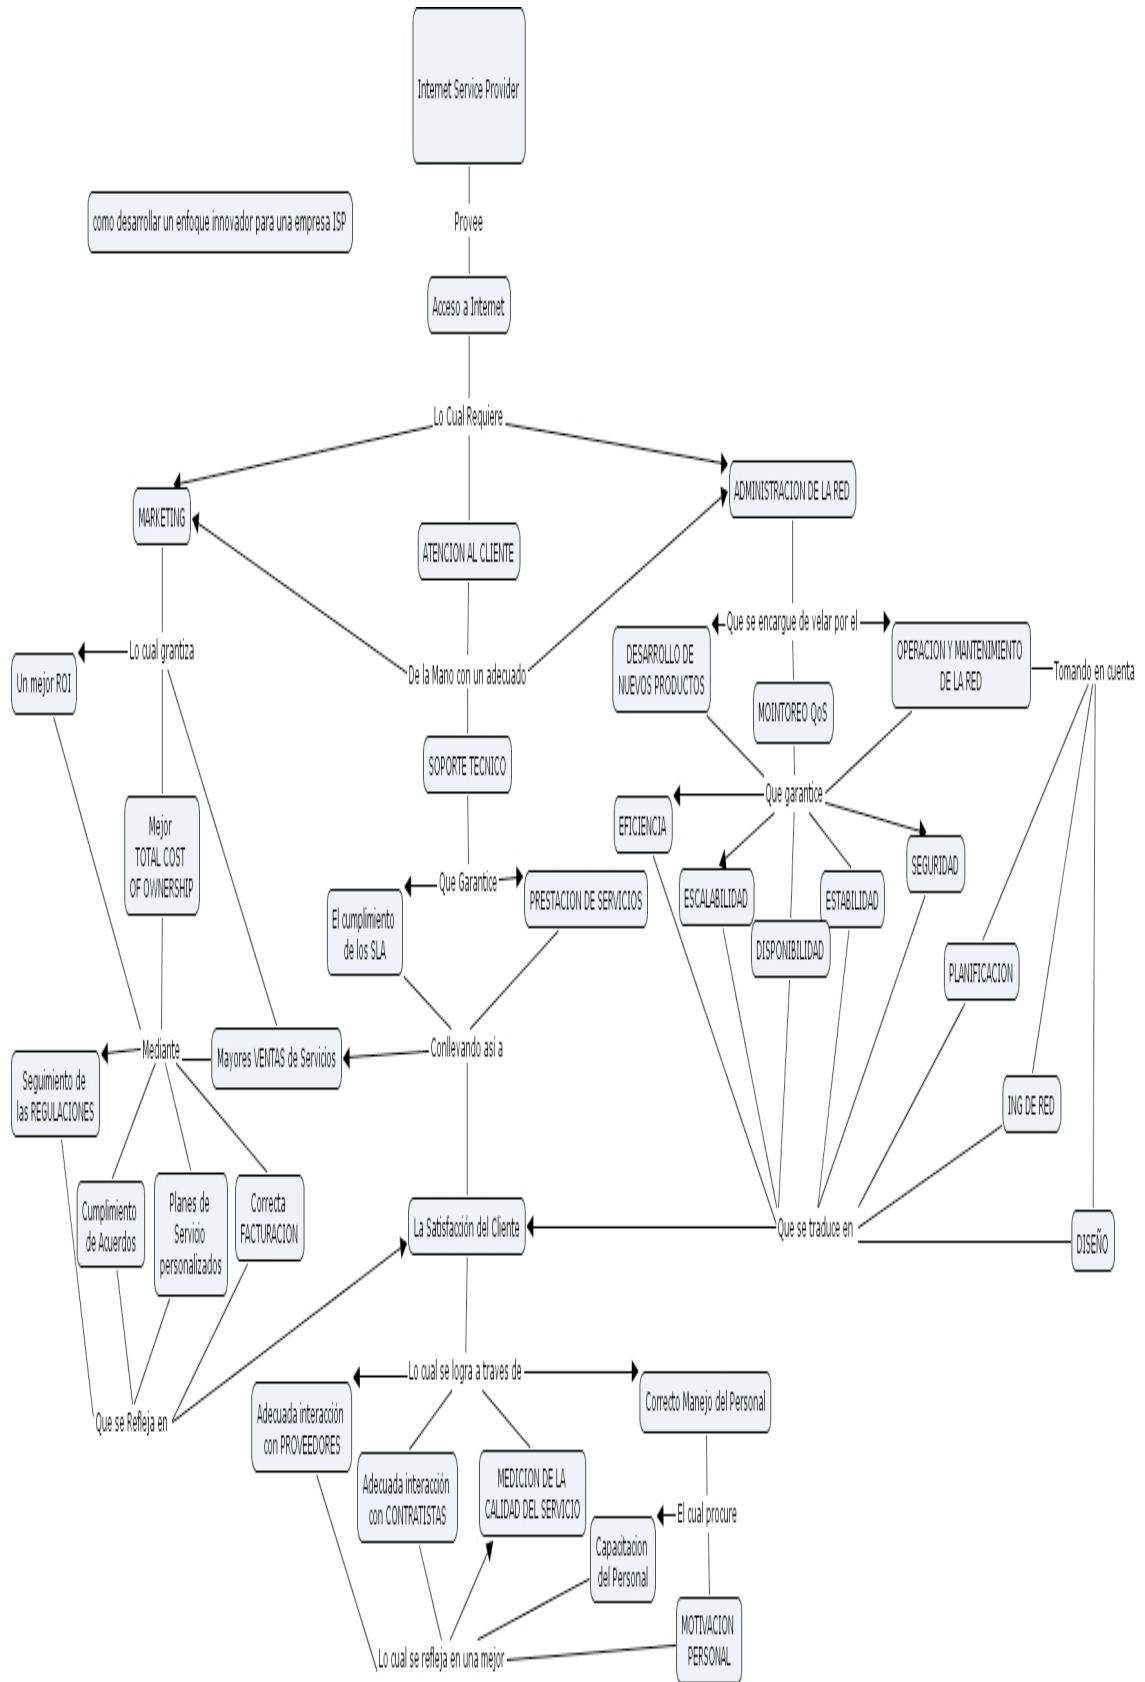 Internet Service Provider
como desarrollar un enfoque innovador para una empresa ISP
Provee
Acceso a Internet
Lo Cual Requiere
MARKETING
ATENCION AL CLIENTE
ADMINISTRACION DE LA RED
Lo cual grantiza
De la Mano con un adecuado
Que se encargue de velar por el
Un mejor ROI
DESARROLLO DE
NUEVOS PRODUCTOS
MOINTOREO QoS
OPERACION Y MANTENIMIENTO
DE LA RED
Tomando en cuenta
SOPORTE TECNICO
Que garantice
Mejor
TOTAL COST
OF OWNERSHIP
EFICIENCIA
ESCALABILIDAD
DISPONIBILIDAD
ESTABILIDAD
SEGURIDAD
Que Garantice
El cumplimiento
de los SLA
PRESTACION DE SERVICIOS
PLANIFICACION
ING DE RED
DISEÑO
Mediante
Mayores VENTAS de Servicios
Conllevando asi a
Seguimiento de
las REGULACIONES
Cumplimiento
de Acuerdos
Planes de
Servicio
personalizados
Correcta
FACTURACION
La Satisfacción del Cliente
Que se traduce en
Que se Refleja en
Lo cual se logra a traves de
Adecuada interacción
con PROVEEDORES
Adecuada interacción
con CONTRATISTAS
MEDICION DE LA
CALIDAD DEL SERVICIO
Correcto Manejo del Personal
El cual procure
Capacitacion
del Personal
MOTIVACION
PERSONAL
Lo cual se refleja en una mejor